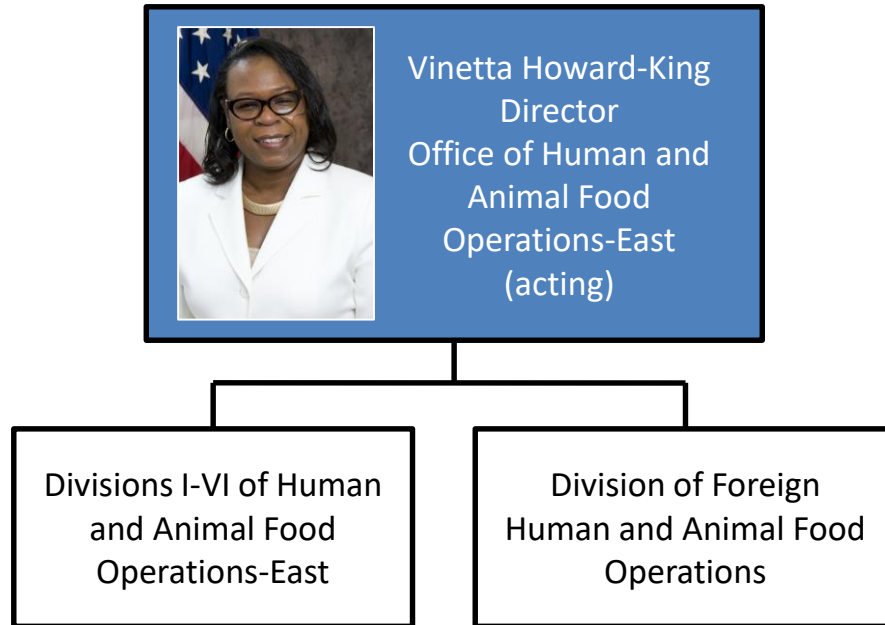 Vinetta Howard-King
Director
Office of Human and
Animal Food
Operations-East
(acting)
Divisions I-VI of Human
and Animal Food
Operations-East
Division of Foreign
Human and Animal Food
Operations